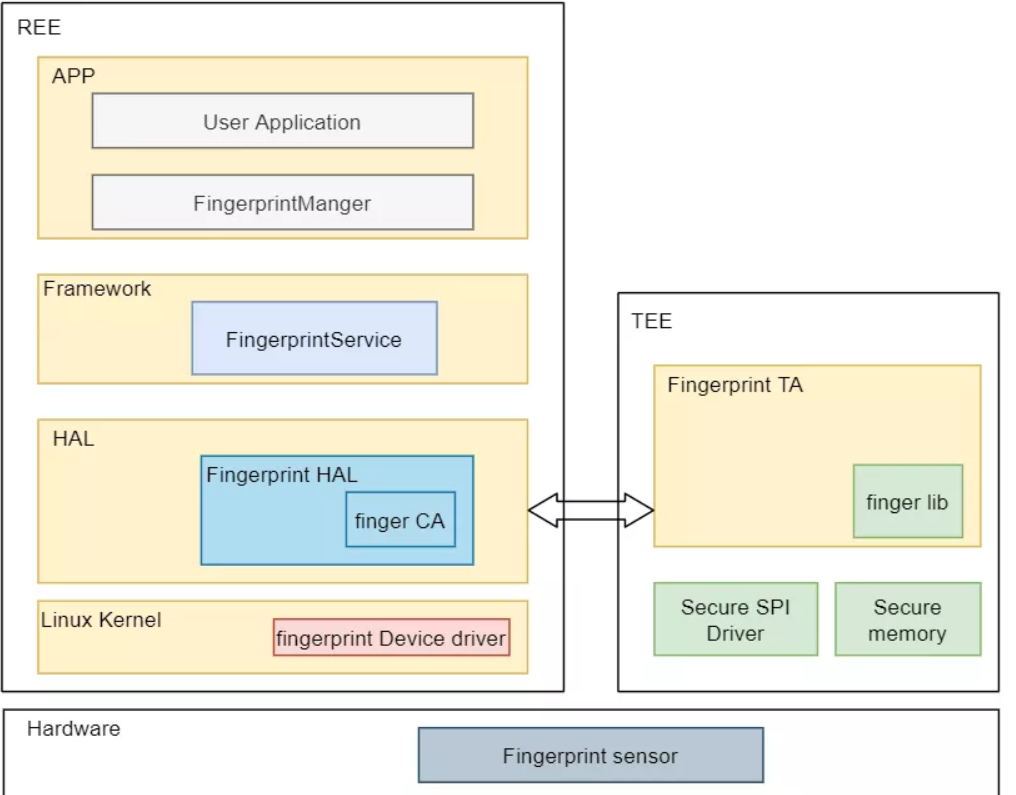 REE
APP
User Application
FingerprintManger
Framework
FingerprintService
HAL
Fingerprint HAL
finger CA
Linux Kernel
fingerprint Device driver
TEE
Fingerprint TA
finger lib
Secure SPI
Driver
Secure
memory
Hardware
Fingerprint sensor